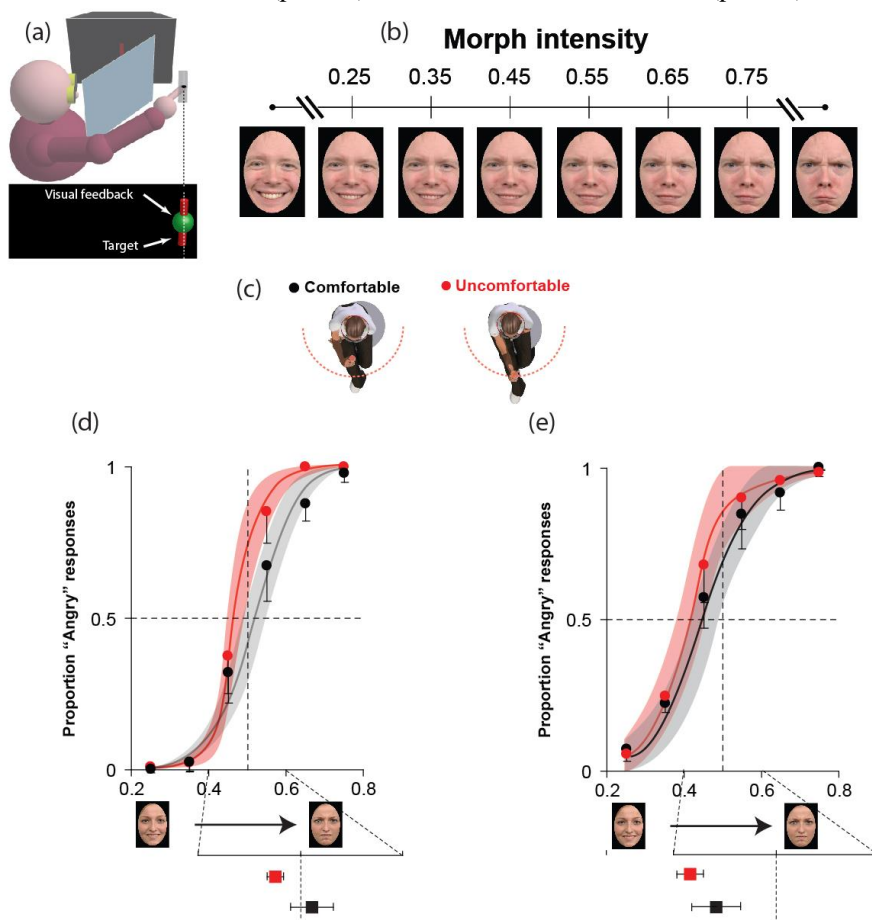 (a)
Visual feedback
Target
(b)
Morph intensity
0.25 0.35 0.45 0.55 0.65 0.75
(c)
Comfortable
Uncomfortable
(d)
Proportion “Angry” responses
1
0.5
0
0.2 0.4 0.6 0.8
(e)
Proportion “Angry” responses
1
0.5
0
0.2 0.4 0.6 0.8